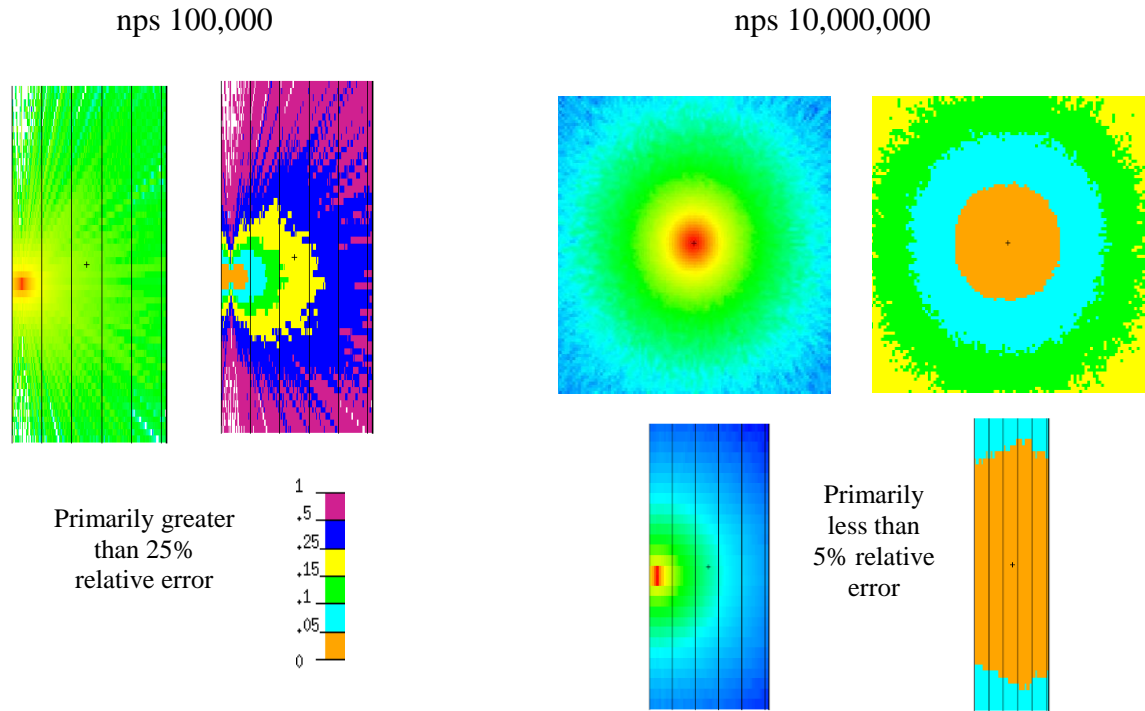 nps 100,000
nps 10,000,000
Primarily greater
than 25%
relative error
1
.5
.25
.15
.1
.05
0
Primarily
less than
5% relative
error